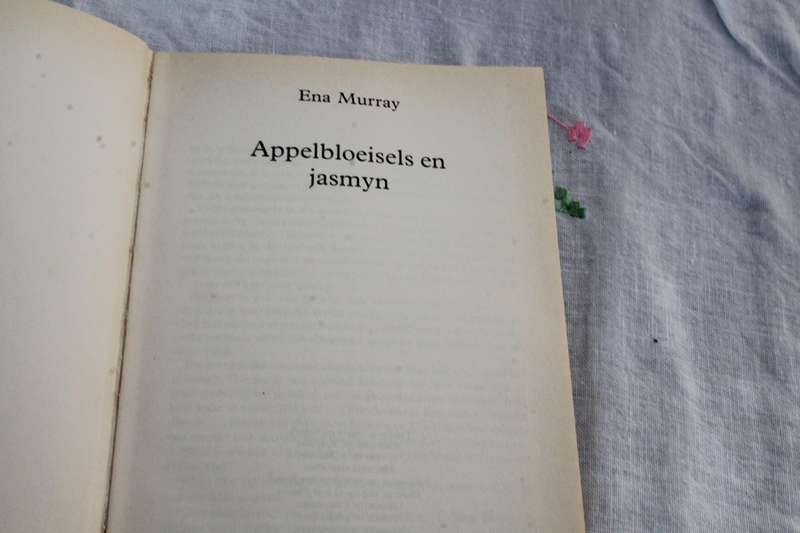 Ena Murray
Appelbloeisels en
jasmyn